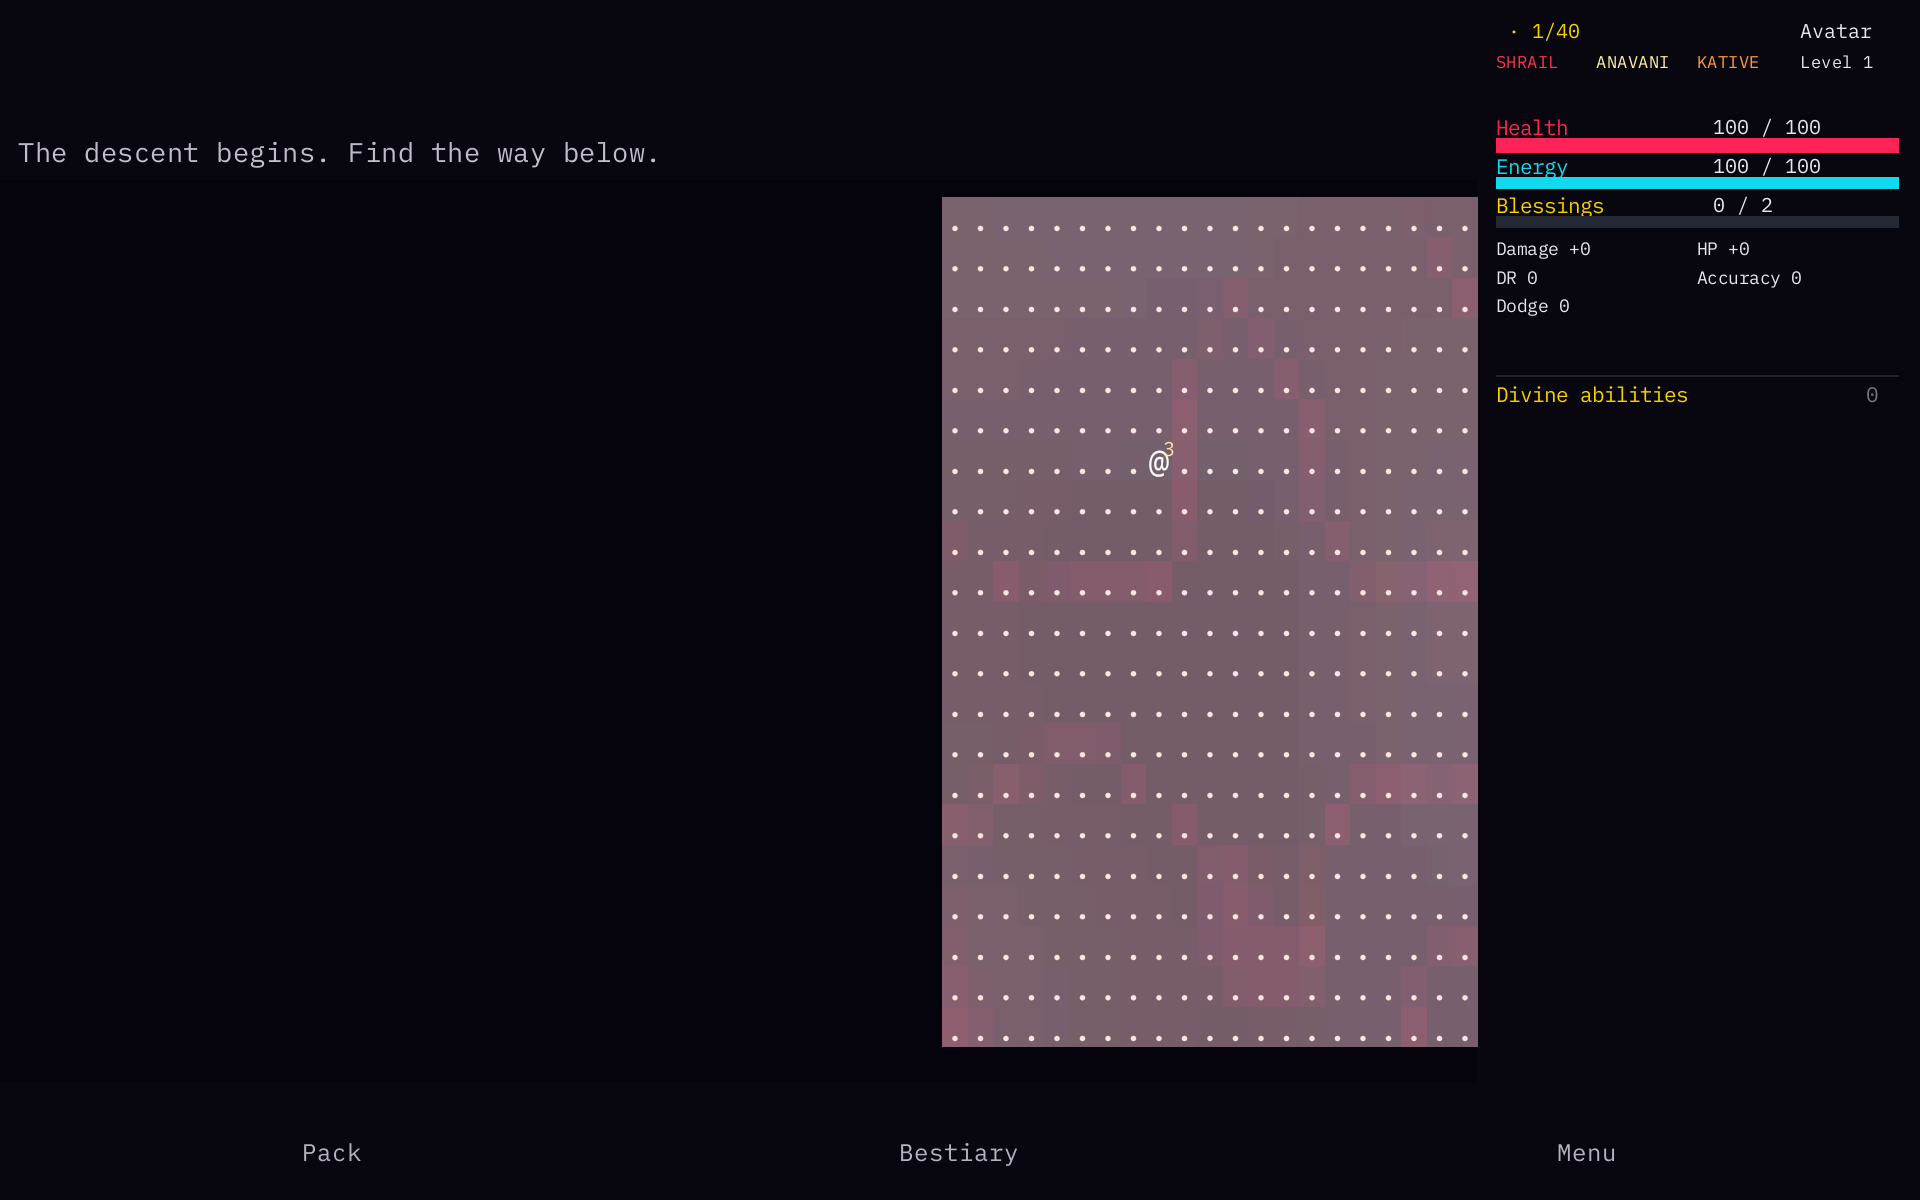 · 1/40 Avatar
SHRAIL ANAVANI KATIVE Level 1
Health 100 / 100
The descent begins. Find the way below.
Energy 100 / 100
Blessings 0 / 2
Damage +0 HP +0
DR 0 Accuracy 0
Dodge 0
Divine abilities 0
@3
Pack Bestiary Menu